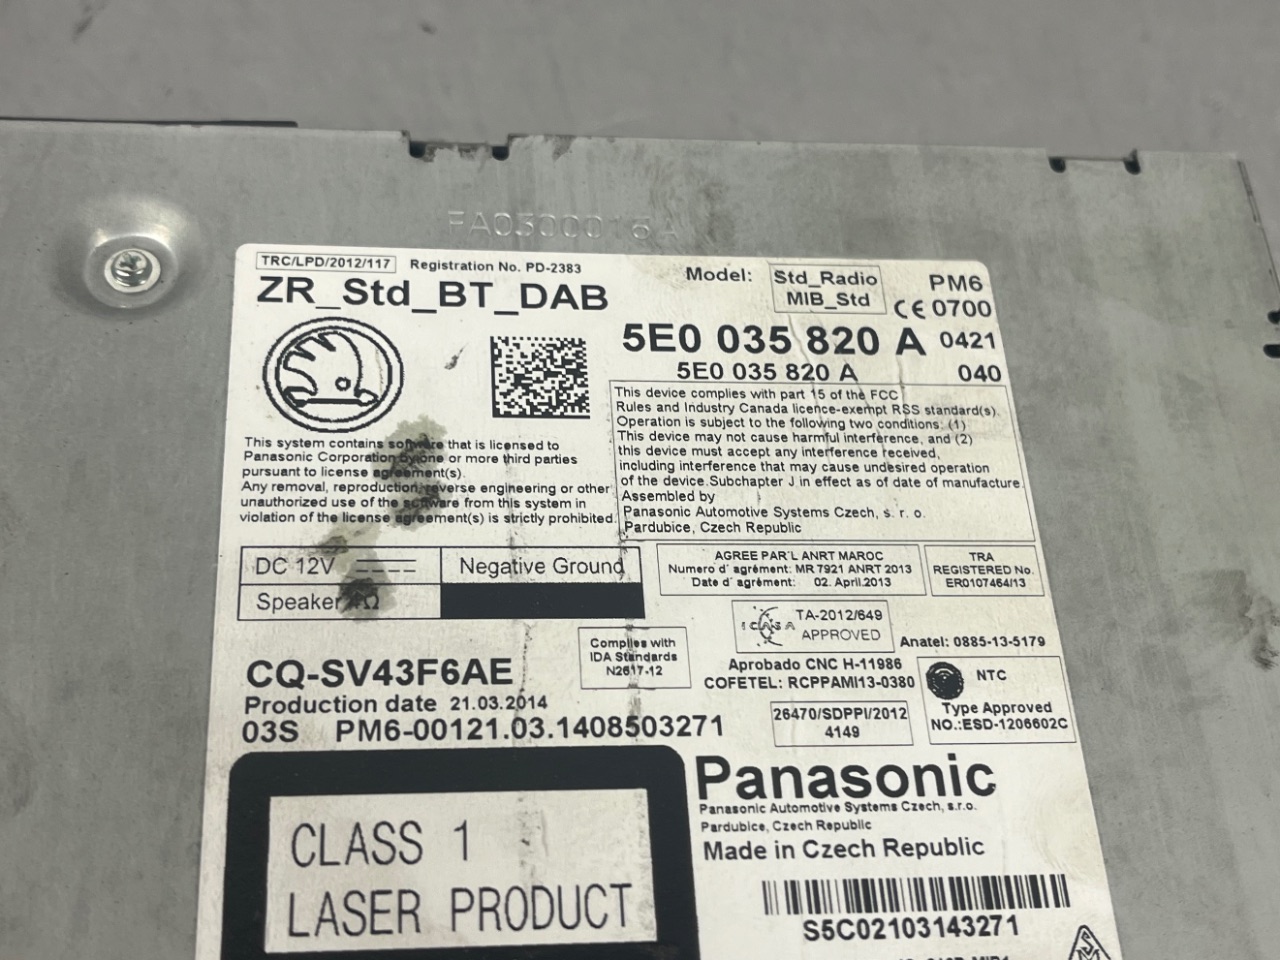 FA0300016A
TRC/LPD/2012/117 Registration No. PD-2383
ZR_Std_BT_DAB
Model: Std_Radio
MIB_Std
PM6
CE 0700
5E0 035 820 A 0421
5E0 035 820 A 040
This device complies with part 15 of the FCC
Rules and Industry Canada licence-exempt RSS standard(s).
Operation is subject to the following two conditions: (1)
This device may not cause harmful interference, and (2)
this device must accept any interference received,
including interference that may cause undesired operation
of the device. Subchapter J in effect as of date of manufacture.
Assembled by
Panasonic Automotive Systems Czech, s. r. o.
Pardubice, Czech Republic
This system contains software that is licensed to
Panasonic Corporation by one or more third parties
pursuant to license agreement(s).
Any removal, reproduction, reverse engineering or other
unauthorized use of the software from this system in
violation of the license agreement(s) is strictly prohibited.
DC 12V Negative Ground
Speaker Ω
AGREE PAR'L ANRT MAROC
Numero d' agrèment: MR 7921 ANRT 2013
Date d' agrèment: 02. April.2013
TRA
REGISTERED No.
ER0107464/13
ICASA TA-2012/649
APPROVED
Anatel: 0885-13-5179
Complies with
IDA Standards
N2617-12
Aprobado CNC H-11986
COFETEL: RCPPAMI13-0380
NTC
Type Approved
NO.:ESD-1206602C
26470/SDPPI/2012
4149
CQ-SV43F6AE
Production date 21.03.2014
03S PM6-00121.03.1408503271
CLASS 1
LASER PRODUCT
Panasonic
Panasonic Automotive Systems Czech, s.r.o.
Pardubice, Czech Republic
Made in Czech Republic
S5C02103143271